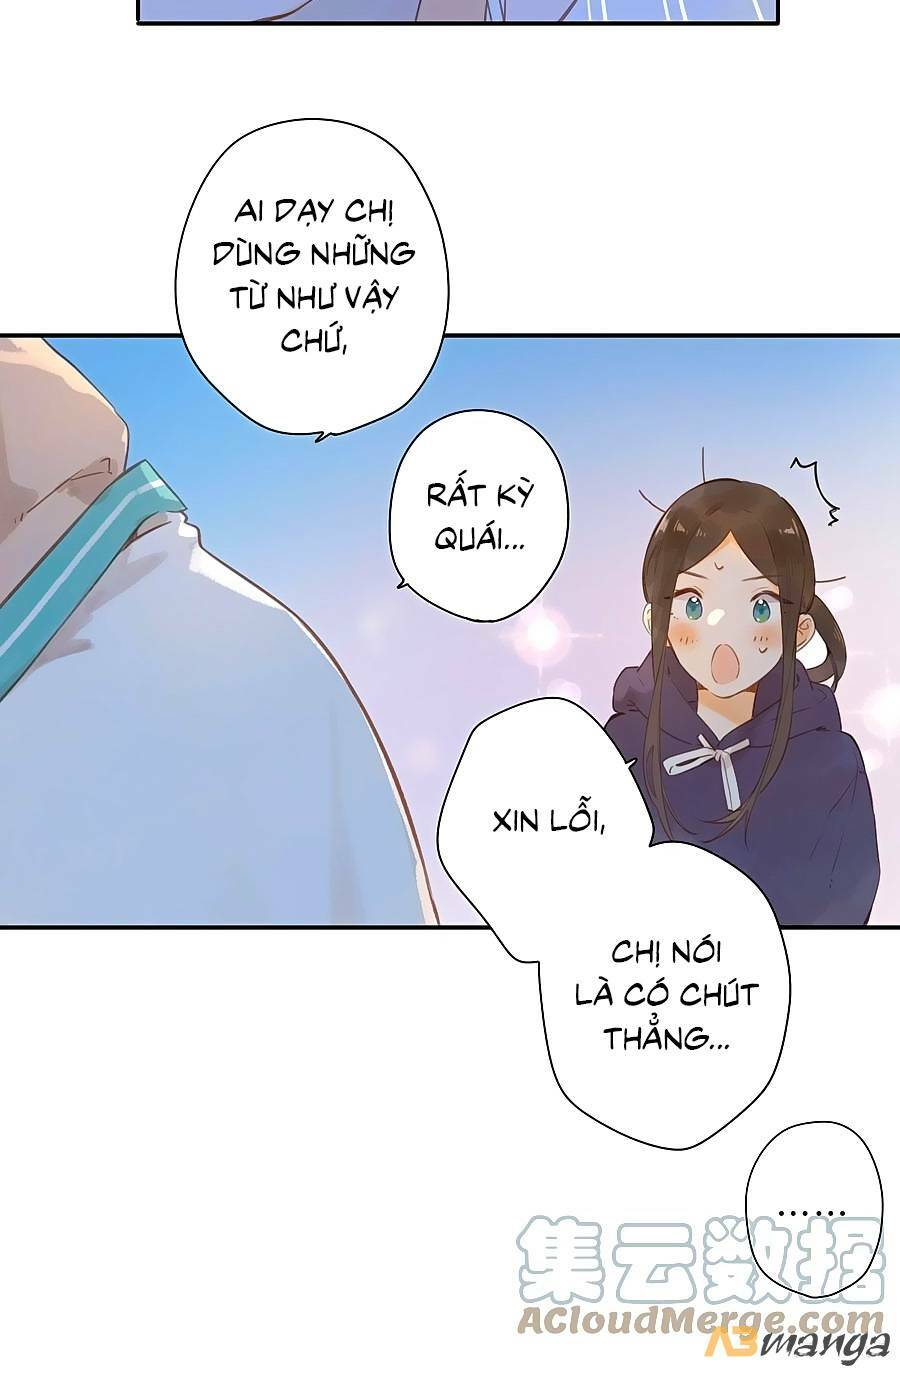 AI DẠY CHỊ
DÙNG NHỮNG
TỪ NHƯ VẬY
CHỨ,
RẤT KỲ
QUÁI...
XIN LỖI,
CHỊ NÓI
LÀ CÓ CHÚT
THẲNG...
......
集云数据
ACloudMerge.com
A3manga